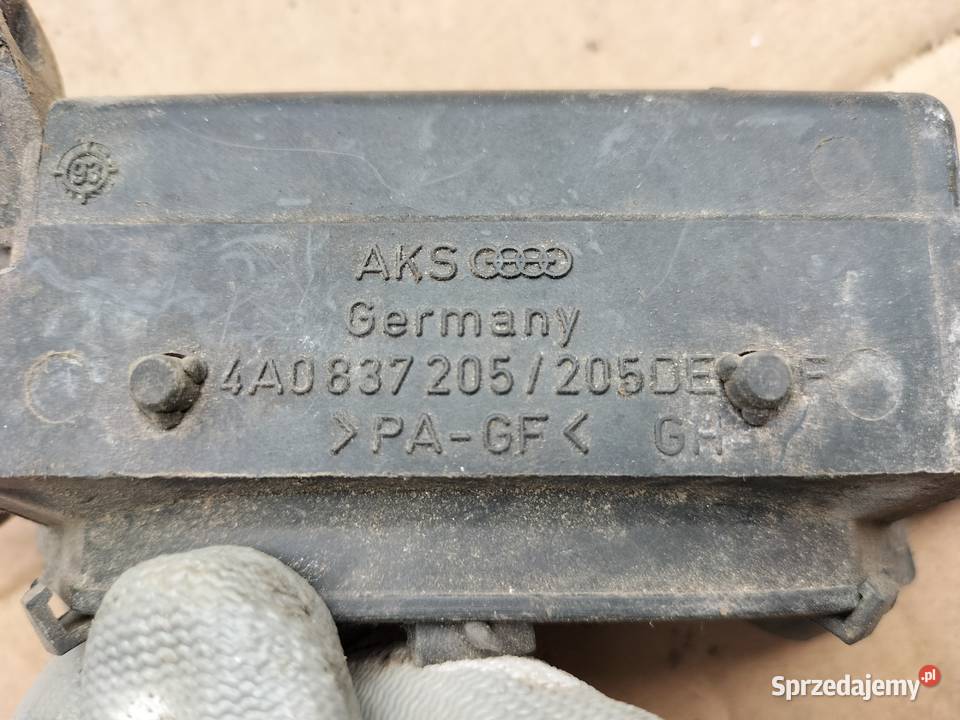 93
AKS
Germany
4A0 837 205 / 205DE F
>PA-GF< GH-
Sprzedajemy.pl